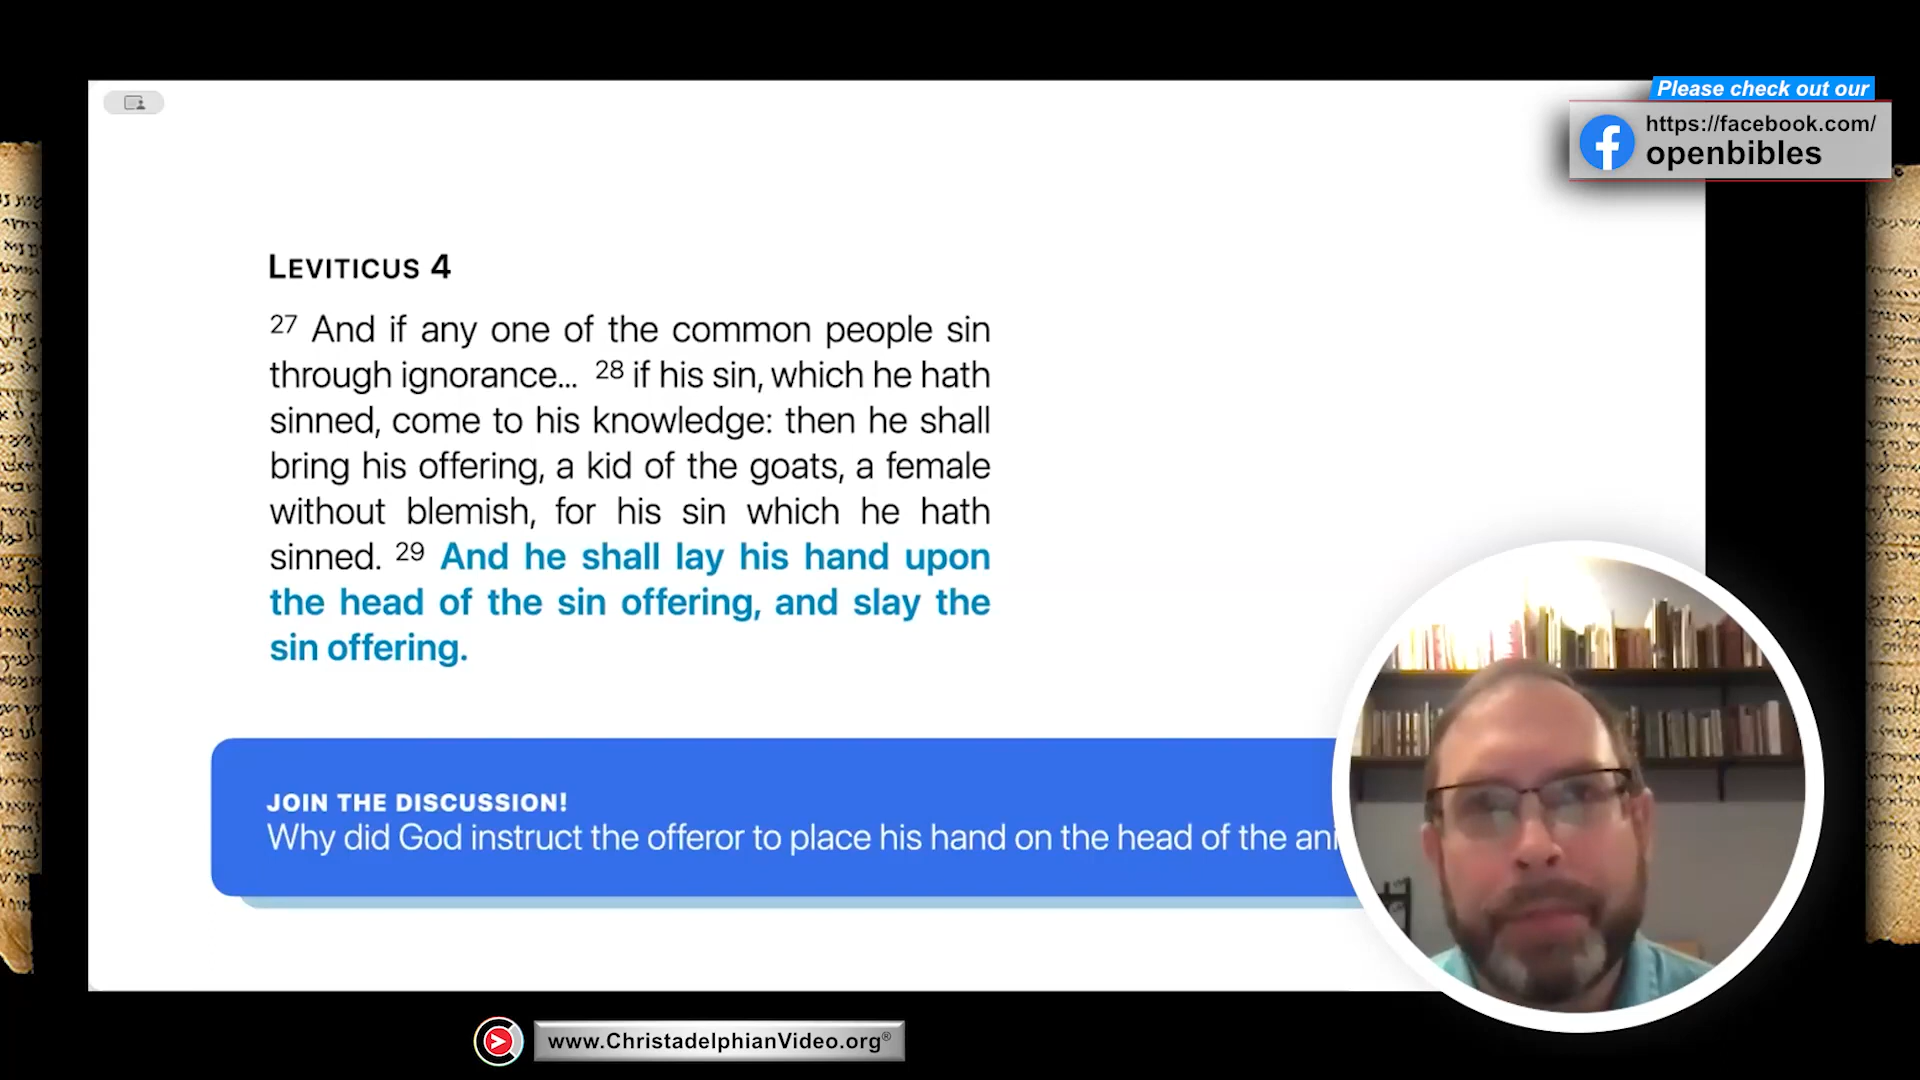 Please check out our
https://facebook.com/
openbibles
LEVITICUS 4
27 And if any one of the common people sin
through ignorance... 28 if his sin, which he hath
sinned, come to his knowledge: then he shall
bring his offering, a kid of the goats, a female
without blemish, for his sin which he hath
sinned. 29 And he shall lay his hand upon
the head of the sin offering, and slay the
sin offering.
JOIN THE DISCUSSION!
Why did God instruct the offeror to place his hand on the head of the
www.ChristadelphianVideo.org®